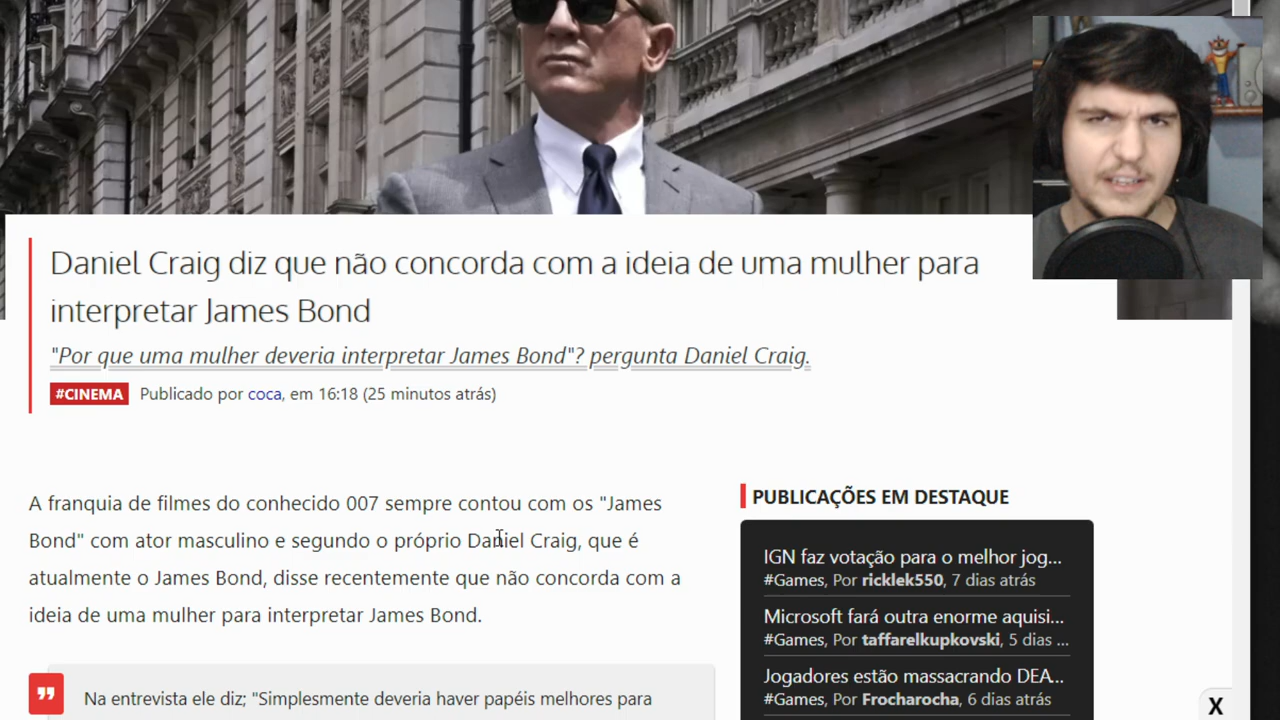 Daniel Craig diz que não concorda com a ideia de uma mulher para
interpretar James Bond
"Por que uma mulher deveria interpretar James Bond"? pergunta Daniel Craig.
#CINEMA Publicado por coca, em 16:18 (25 minutos atrás)
A franquia de filmes do conhecido 007 sempre contou com os "James
Bond" com ator masculino e segundo o próprio Daniel Craig, que é
atualmente o James Bond, disse recentemente que não concorda com a
ideia de uma mulher para interpretar James Bond.
Na entrevista ele diz; "Simplesmente deveria haver papéis melhores para
PUBLICAÇÕES EM DESTAQUE
IGN faz votação para o melhor jog...
#Games, Por ricklek550, 7 dias atrás
Microsoft fará outra enorme aquisi...
#Games, Por taffarelkupkovski, 5 dias ...
Jogadores estão massacrando DEA...
#Games, Por Frocharocha, 6 dias atrás
X